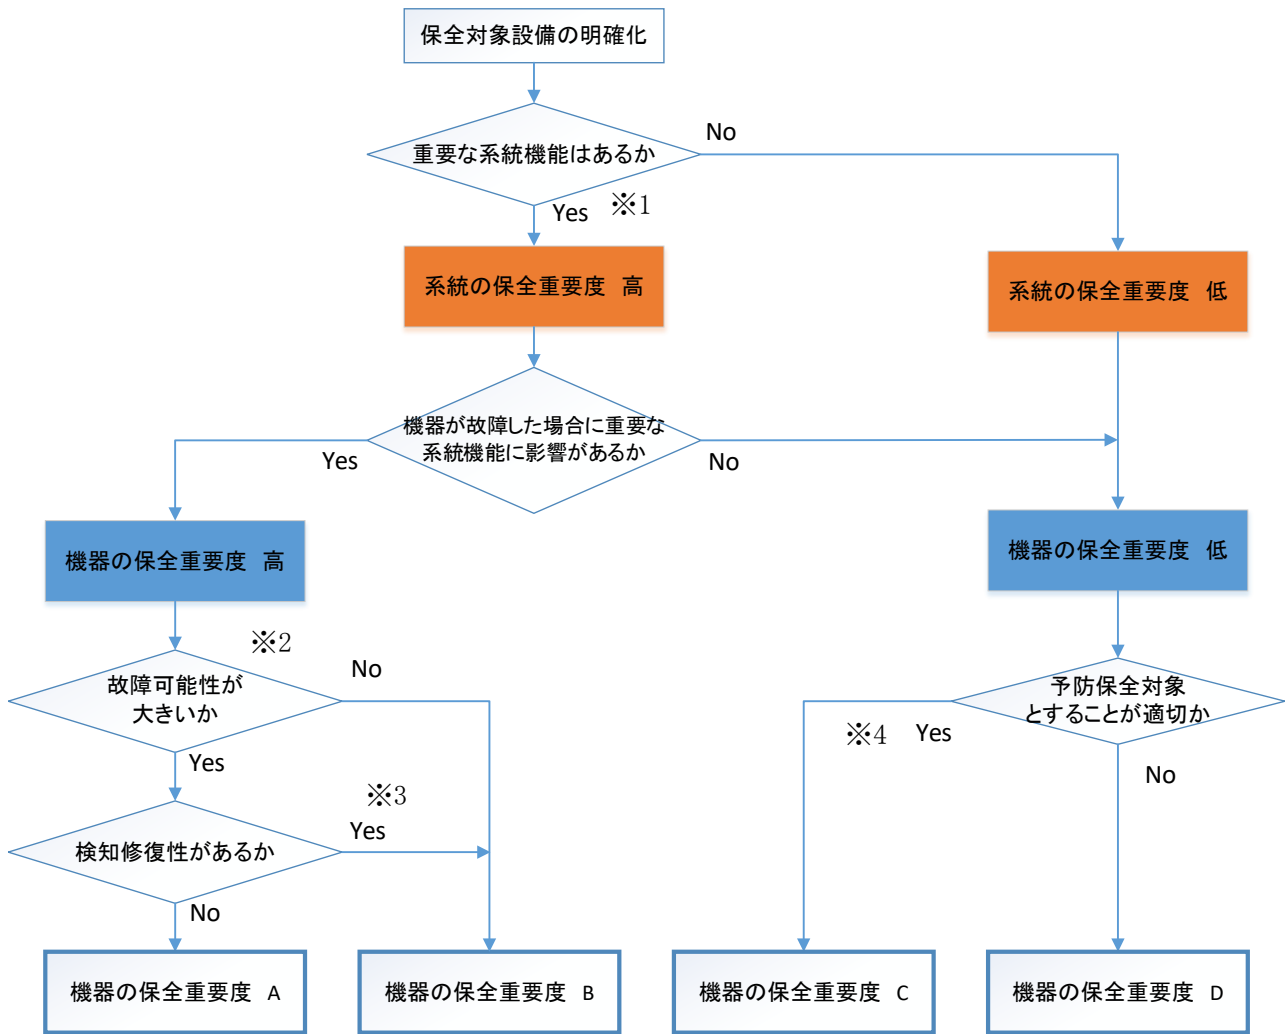 保全対象設備の明確化
重要な系統機能はあるか
No
Yes ※1
系統の保全重要度 高
系統の保全重要度 低
機器が故障した場合に重要な
系統機能に影響があるか
Yes
No
機器の保全重要度 高
機器の保全重要度 低
※2
故障可能性が
大きいか
No
Yes
予防保全対象
とすることが適切か
※4 Yes
No
※3
検知修復性があるか
Yes
No
機器の保全重要度 A
機器の保全重要度 B
機器の保全重要度 C
機器の保全重要度 D